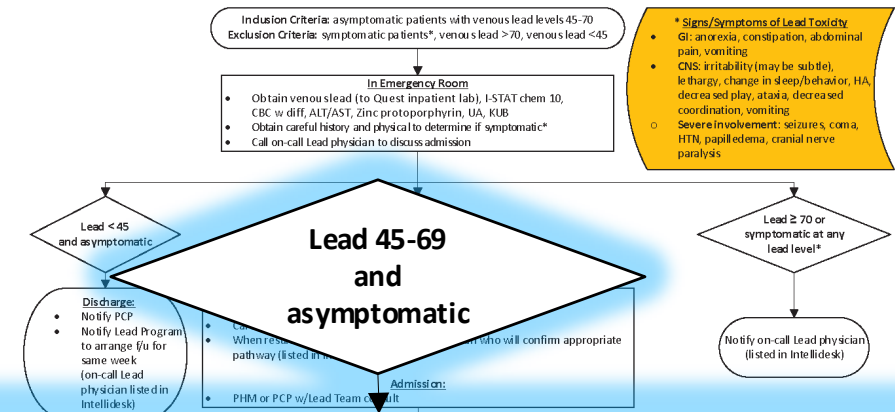 Inclusion Criteria: asymptomatic patients with venous lead levels 45-70
Exclusion Criteria: symptomatic patients*, venous lead >70, venous lead <45
* Signs/Symptoms of Lead Toxicity
• GI: anorexia, constipation, abdominal
pain, vomiting
• CNS: irritability (may be subtle),
lethargy, change in sleep/behavior, HA,
decreased play, ataxia, decreased
coordination, vomiting
o Severe involvement: seizures, coma,
HTN, papilledema, cranial nerve
paralysis
In Emergency Room
• Obtain venous lead (to Quest inpatient lab), I-STAT chem 10,
CBC w diff, ALT/AST, Zinc protoporphyrin, UA, KUB
• Obtain careful history and physical to determine if symptomatic*
• Call on-call Lead physician to discuss admission
Lead <45
and asymptomatic
Lead 45-69
and
asymptomatic
Lead ≥ 70 or
symptomatic at any
lead level*
Discharge:
• Notify PCP
• Notify Lead Program
to arrange f/u for
same week
(on-call Lead
physician listed in
Intellidesk)
• When
who will confirm appropriate
pathway (listed in
Admission:
• PHM or PCP w/Lead Team consult
Notify on-call Lead physician
(listed in Intellidesk)